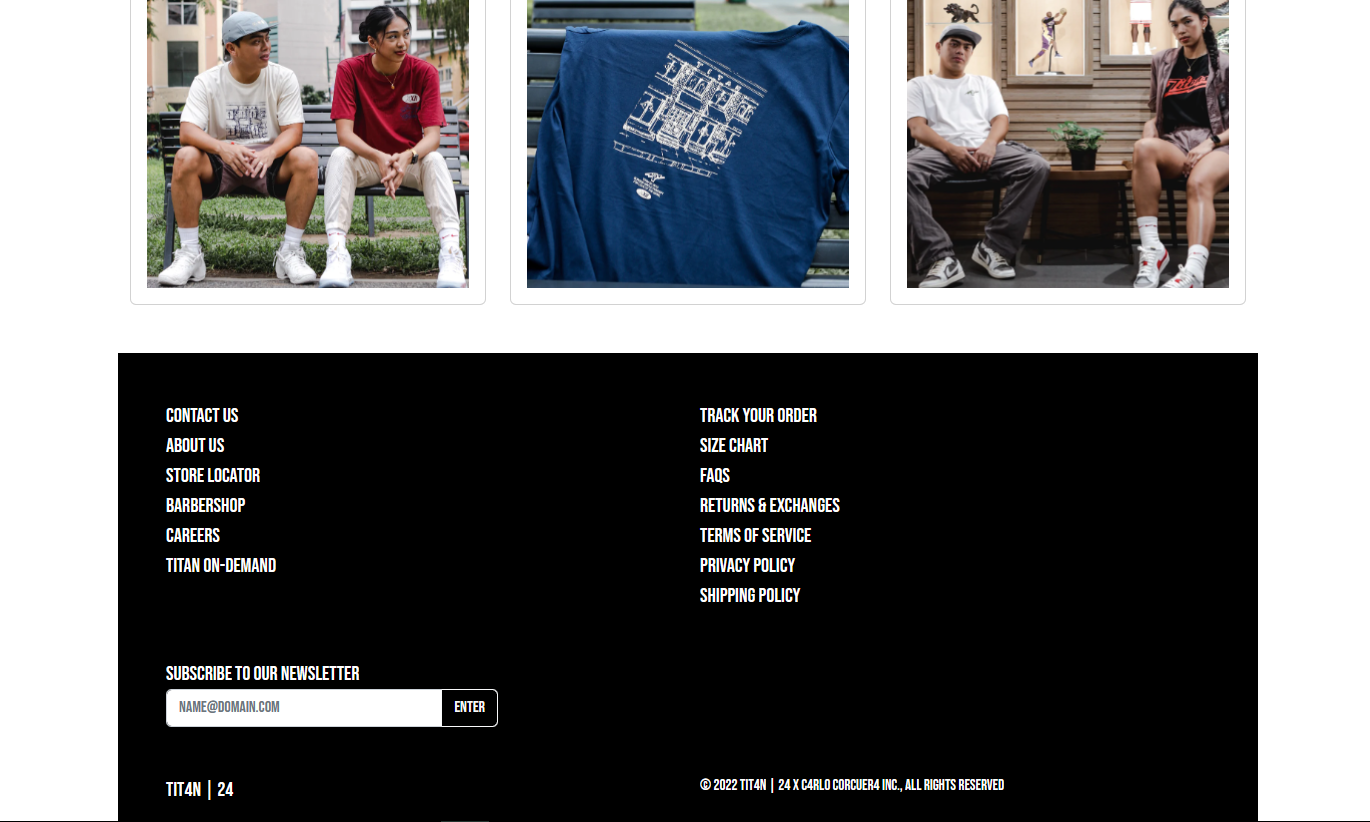 TITAN
CONTACT US
ABOUT US
STORE LOCATOR
BARBERSHOP
CAREERS
TITAN ON-DEMAND
TRACK YOUR ORDER
SIZE CHART
FAQS
RETURNS & EXCHANGES
TERMS OF SERVICE
PRIVACY POLICY
SHIPPING POLICY
SUBSCRIBE TO OUR NEWSLETTER
NAME@DOMAIN.COM
ENTER
TIT4N | 24
© 2022 TIT4N | 24 X C4RLO CORCUER4 INC., ALL RIGHTS RESERVED